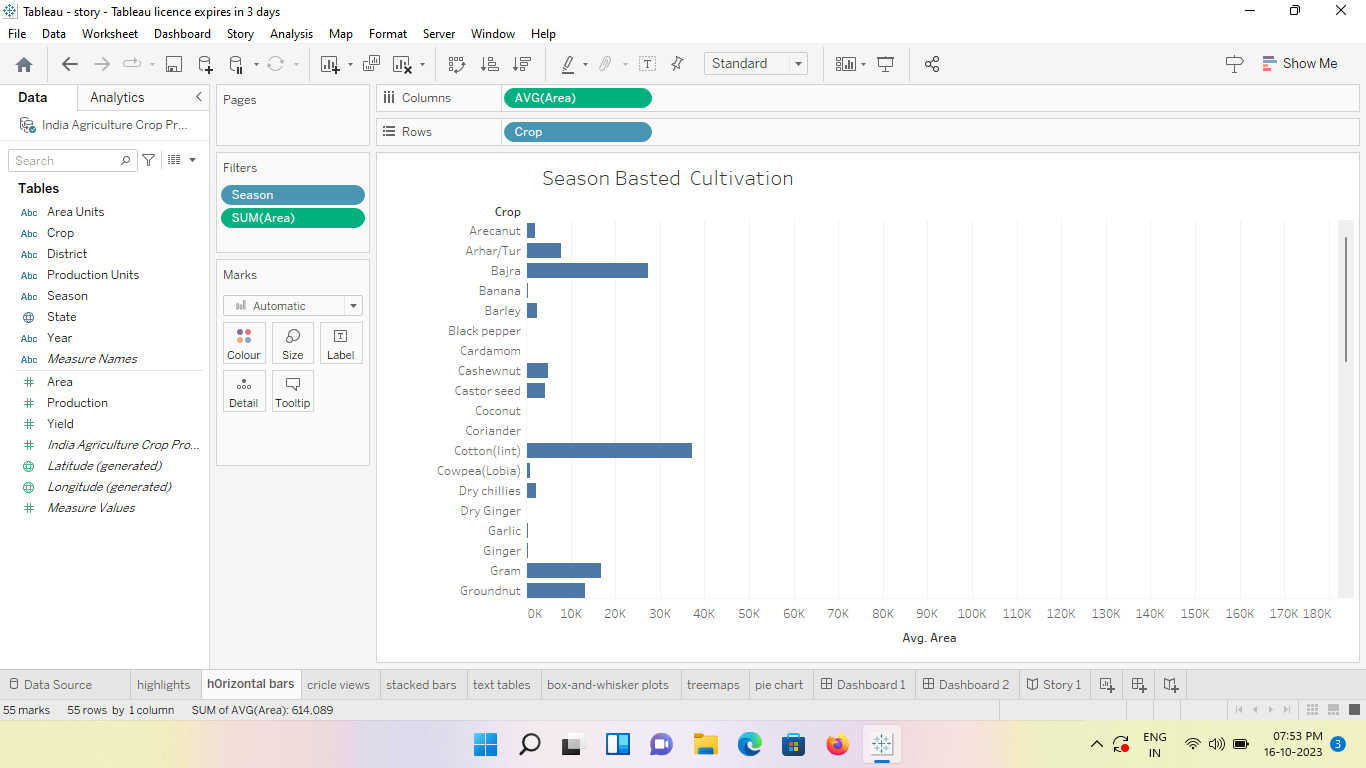 Tableau - story - Tableau licence expires in 3 days
File Data Worksheet Dashboard Story Analysis Map Format Server Window Help
Standard
Show Me
Data Analytics
India Agriculture Crop Pr...
Search
Tables
Abc Area Units
Abc Crop
Abc District
Abc Production Units
Abc Season
State
Abc Year
Abc Measure Names
# Area
# Production
# Yield
# India Agriculture Crop Pro...
Latitude (generated)
Longitude (generated)
# Measure Values
Pages
Filters
Season
SUM(Area)
Marks
Automatic
Colour Size Label
Detail Tooltip
Columns AVG(Area)
Rows Crop
Season Basted Cultivation
Crop
Arecanut
Arhar/Tur
Bajra
Banana
Barley
Black pepper
Cardamom
Cashewnut
Castor seed
Coconut
Coriander
Cotton(lint)
Cowpea(Lobia)
Dry chillies
Dry Ginger
Garlic
Ginger
Gram
Groundnut
0K 10K 20K 30K 40K 50K 60K 70K 80K 90K 100K 110K 120K 130K 140K 150K 160K 170K 180K
Avg. Area
Data Source highlights h0rizontal bars cricle views stacked bars text tables box-and-whisker plots treemaps pie chart Dashboard 1 Dashboard 2 Story 1
55 marks 55 rows by 1 column SUM of AVG(Area): 614,089
ENG
IN
07:53 PM
16-10-2023
3